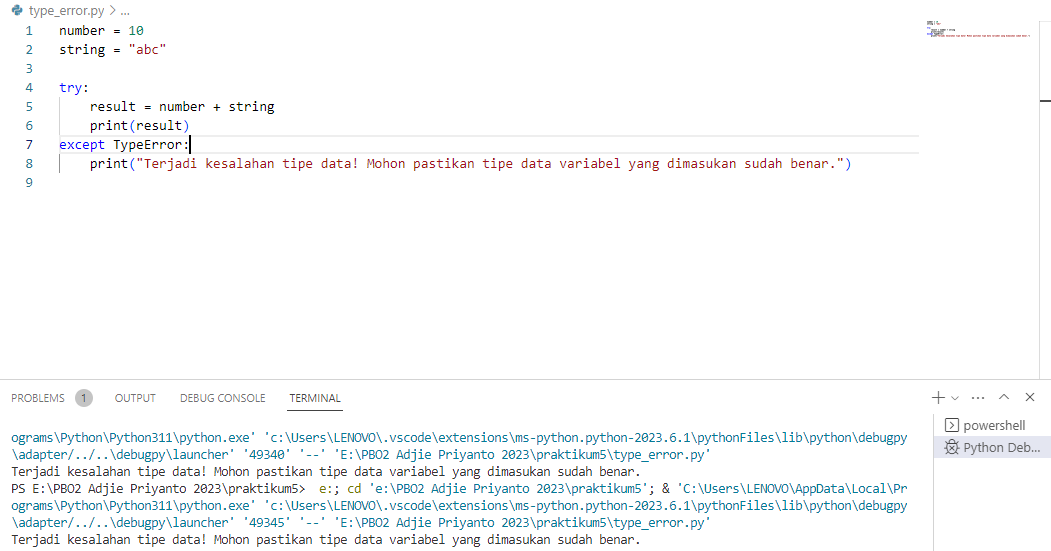 type_error.py > ...
1 number = 10
2 string = "abc"
3
4 try:
5 result = number + string
6 print(result)
7 except TypeError:
8 print("Terjadi kesalahan tipe data! Mohon pastikan tipe data variabel yang dimasukan sudah benar.")
9
PROBLEMS 1 OUTPUT DEBUG CONSOLE TERMINAL
powershell
Python Deb...
ograms\Python\Python311\python.exe' 'c:\Users\LENOVO\.vscode\extensions\ms-python.python-2023.6.1\pythonFiles\lib\python\debugpy
\adapter/../..\debugpy\launcher' '49340' '--' 'E:\PBO2 Adjie Priyanto 2023\praktikum5\type_error.py'
Terjadi kesalahan tipe data! Mohon pastikan tipe data variabel yang dimasukan sudah benar.
PS E:\PBO2 Adjie Priyanto 2023\praktikum5> e:; cd 'e:\PBO2 Adjie Priyanto 2023\praktikum5'; & 'C:\Users\LENOVO\AppData\Local\Pr
ograms\Python\Python311\python.exe' 'c:\Users\LENOVO\.vscode\extensions\ms-python.python-2023.6.1\pythonFiles\lib\python\debugpy
\adapter/../..\debugpy\launcher' '49345' '--' 'E:\PBO2 Adjie Priyanto 2023\praktikum5\type_error.py'
Terjadi kesalahan tipe data! Mohon pastikan tipe data variabel yang dimasukan sudah benar.